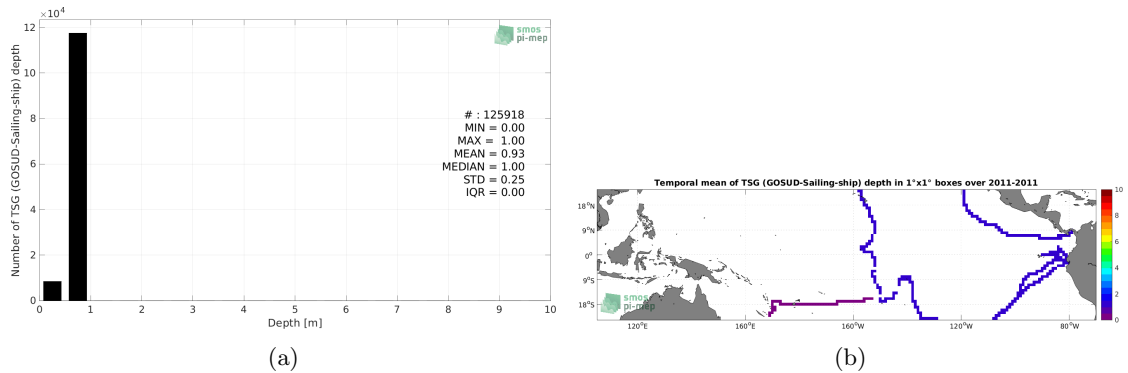 ×10⁴
12
10
8
6
4
2
0
Number of TSG (GOSUD-Sailing-ship) depth
smos
pi-mep
# : 125918
MIN = 0.00
MAX = 1.00
MEAN = 0.93
MEDIAN = 1.00
STD = 0.25
IQR = 0.00
0 1 2 3 4 5 6 7 8 9 10
Depth [m]
(a)
Temporal mean of TSG (GOSUD-Sailing-ship) depth in 1°x1° boxes over 2011-2011
18°N
9°N
0°
9°S
18°S
smos
pi-mep
120°E 160°E 160°W 120°W 80°W
10
8
6
4
2
0
(b)